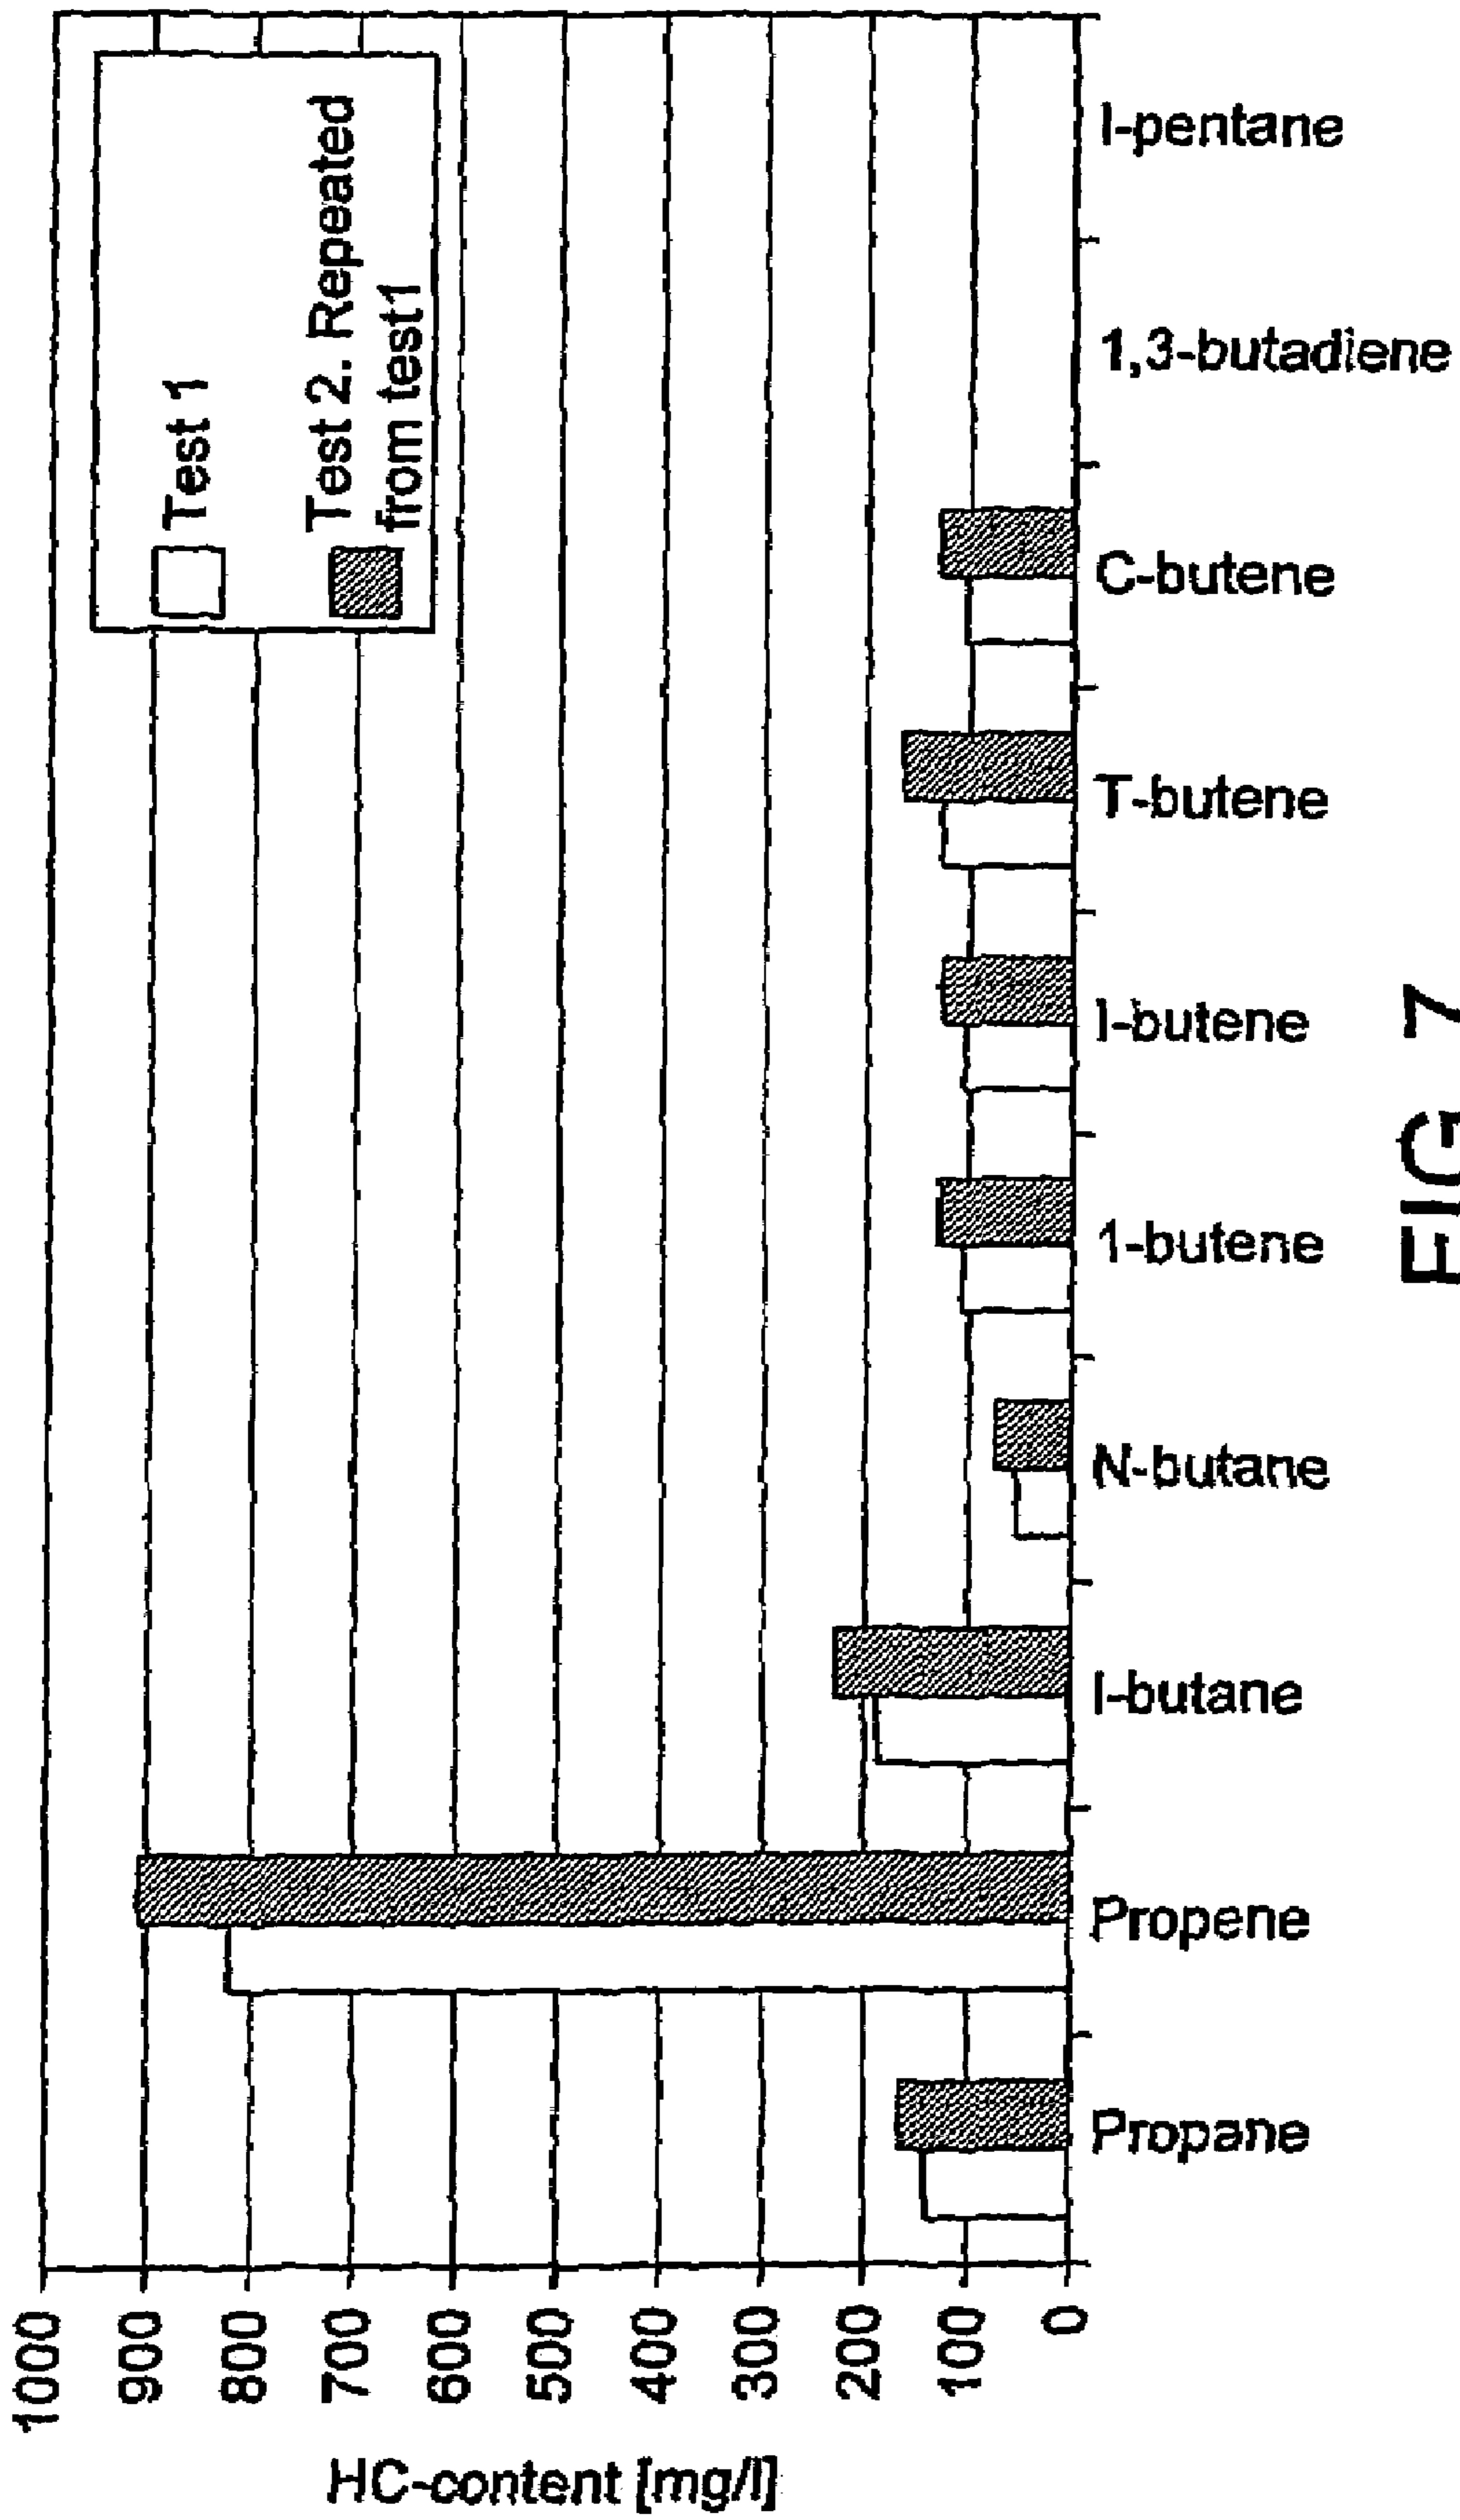 HC-content [mg/l]
1000
900
800
700
600
500
400
300
200
100
0
Test 1
Test 2. Repeated
from test1
Propane
Propene
I-butane
N-butane
1-butene
I-butene
T-butene
C-butene
1,3-butadiene
I-pentane
FIG 7